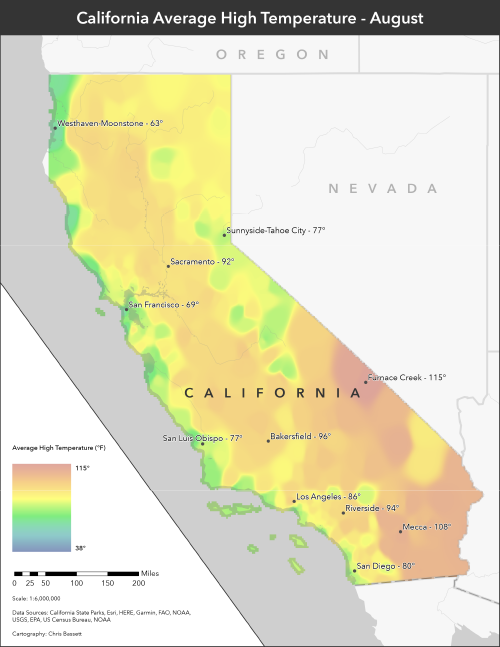 California Average High Temperature - August
OREGON
Westhaven-Moonstone - 63°
NEVADA
Sunnyside-Tahoe City - 77°
Sacramento - 92°
San Francisco - 69°
Furnace Creek - 115°
CALIFORNIA
San Luis Obispo - 77°
Bakersfield - 96°
Average High Temperature (°F)
115°
38°
Los Angeles - 86°
Riverside - 94°
Mecca - 108°
San Diego - 80°
Miles
0 25 50 100 150 200
Scale: 1:6,000,000
Data Sources: California State Parks, Esri, HERE, Garmin, FAO, NOAA,
USGS, EPA, US Census Bureau, NOAA
Cartography: Chris Bassett